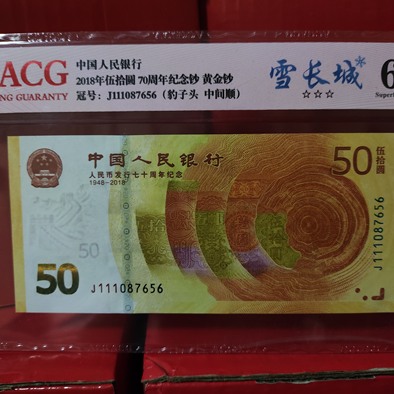 ACG
NG GUARANTY
中国人民银行
2018年伍拾圆 70周年纪念钞 黄金钞
冠号：J111087656（豹子头 中间顺）
雪长城*
☆☆☆
6
Superb
中国人民银行
人民币发行七十周年纪念
1948-2018
50 伍拾圆
50
50
J111087656
J111087656